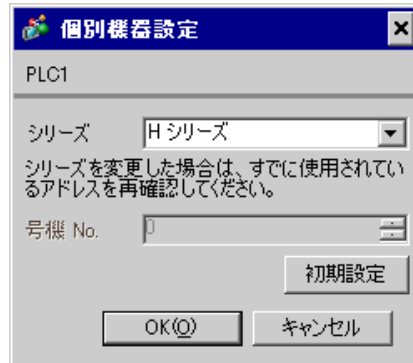 個別機器設定
PLC1
シリーズ H シリーズ
シリーズを変更した場合は、すでに使用されてい
るアドレスを再確認してください。
号機 No. 0
初期設定
OK(O) キャンセル